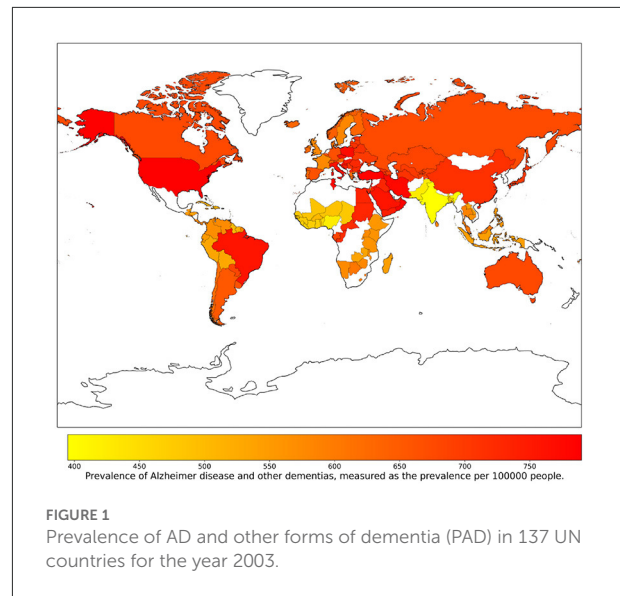 400 450 500 550 600 650 700 750
Prevalence of Alzheimer disease and other dementias, measured as the prevalence per 100000 people.
FIGURE 1
Prevalence of AD and other forms of dementia (PAD) in 137 UN
countries for the year 2003.